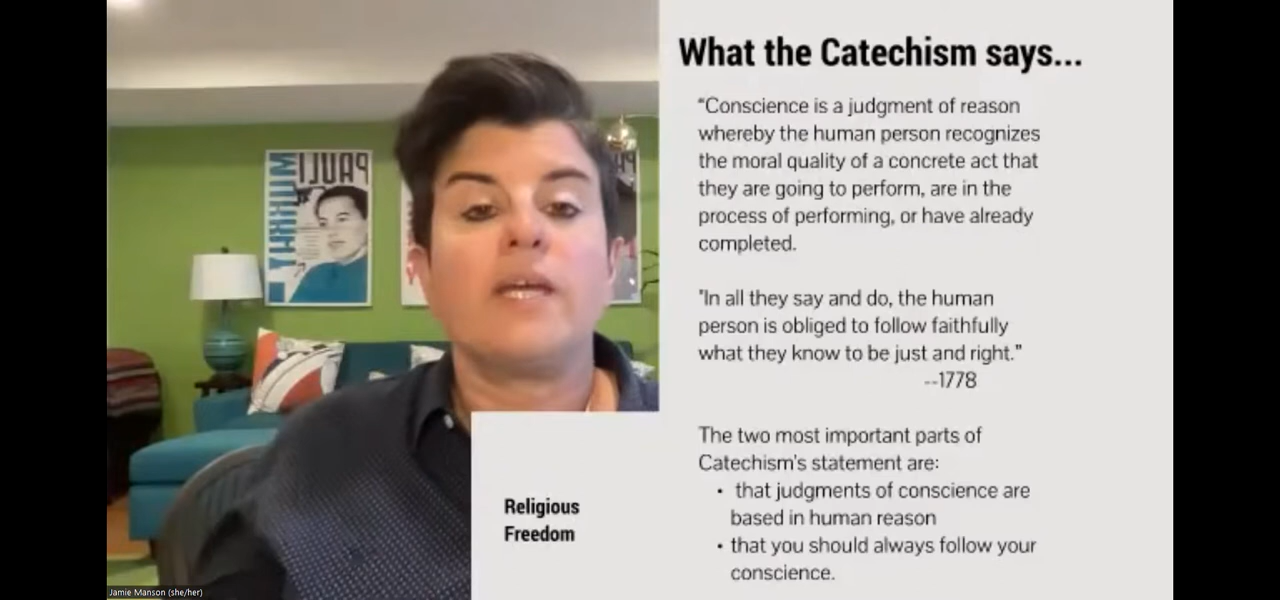 PAULI
MURRAY
What the Catechism says...
“Conscience is a judgment of reason
whereby the human person recognizes
the moral quality of a concrete act that
they are going to perform, are in the
process of performing, or have already
completed.
"In all they say and do, the human
person is obliged to follow faithfully
what they know to be just and right."
--1778
The two most important parts of
Catechism's statement are:
• that judgments of conscience are
based in human reason
• that you should always follow your
conscience.
Religious
Freedom
Jamie Manson (she/her)